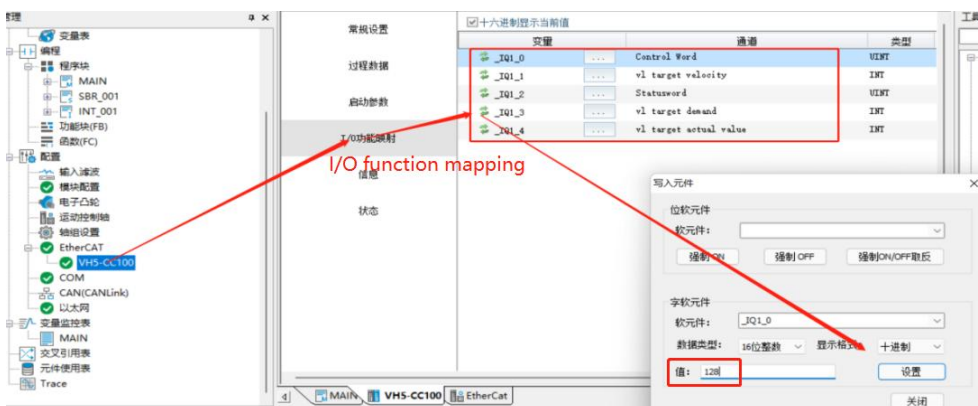 管理
变量表
编程
程序块
MAIN
SBR_001
INT_001
功能块(FB)
函数(FC)
配置
输入滤波
模块配置
电子凸轮
运动控制轴
轴组设置
EtherCAT
VH5-CC100
COM
CAN(CANLink)
以太网
变量监控表
MAIN
交叉引用表
元件使用表
Trace
常规设置
过程数据
启动参数
I/O功能映射
I/O function mapping
信息
状态
十六进制显示当前值
变量 通道 类型
_IQ1_0 ... Control Word UINT
_IQ1_1 ... vl target velocity INT
_IQ1_2 ... Statusword UINT
_IQ1_3 ... vl target demand INT
_IQ1_4 ... vl target actual value INT
工具
写入元件
位软元件
软元件：
强制ON 强制OFF 强制ON/OFF取反
字软元件
软元件： _IQ1_0
数据类型： 16位整数 显示格式： 十进制
值： 128 设置
关闭
MAIN VH5-CC100 EtherCat